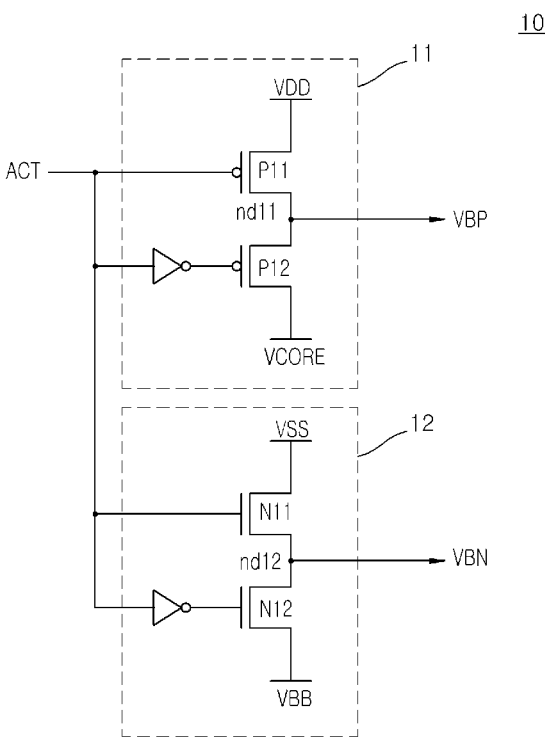 10
11
VDD
ACT
P11
nd11
VBP
P12
VCORE
12
VSS
N11
nd12
VBN
N12
VBB